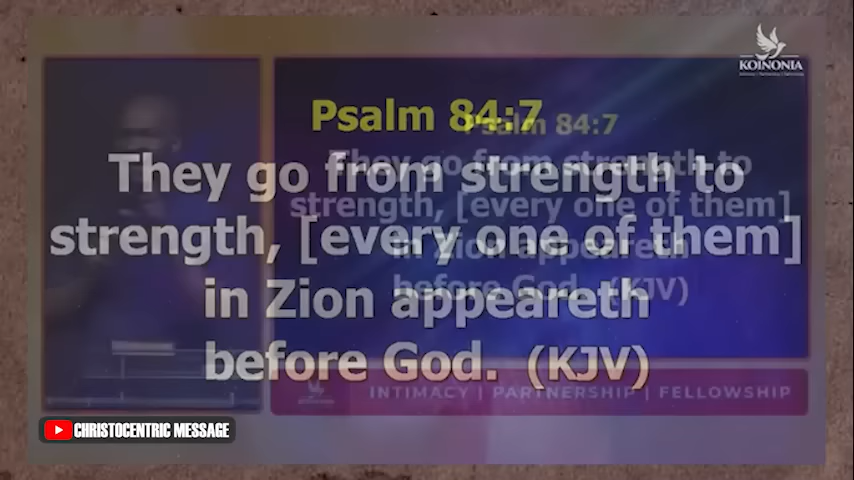 KOINONIA
Psalm 84:7
They go from strength to
strength, [every one of them]
in Zion appeareth
before God. (KJV)
Psalm 84:7
They go from strength to
strength, [every one of them]
in Zion appeareth
before God. (KJV)
INTIMACY | PARTNERSHIP | FELLOWSHIP
CHRISTOCENTRIC MESSAGE